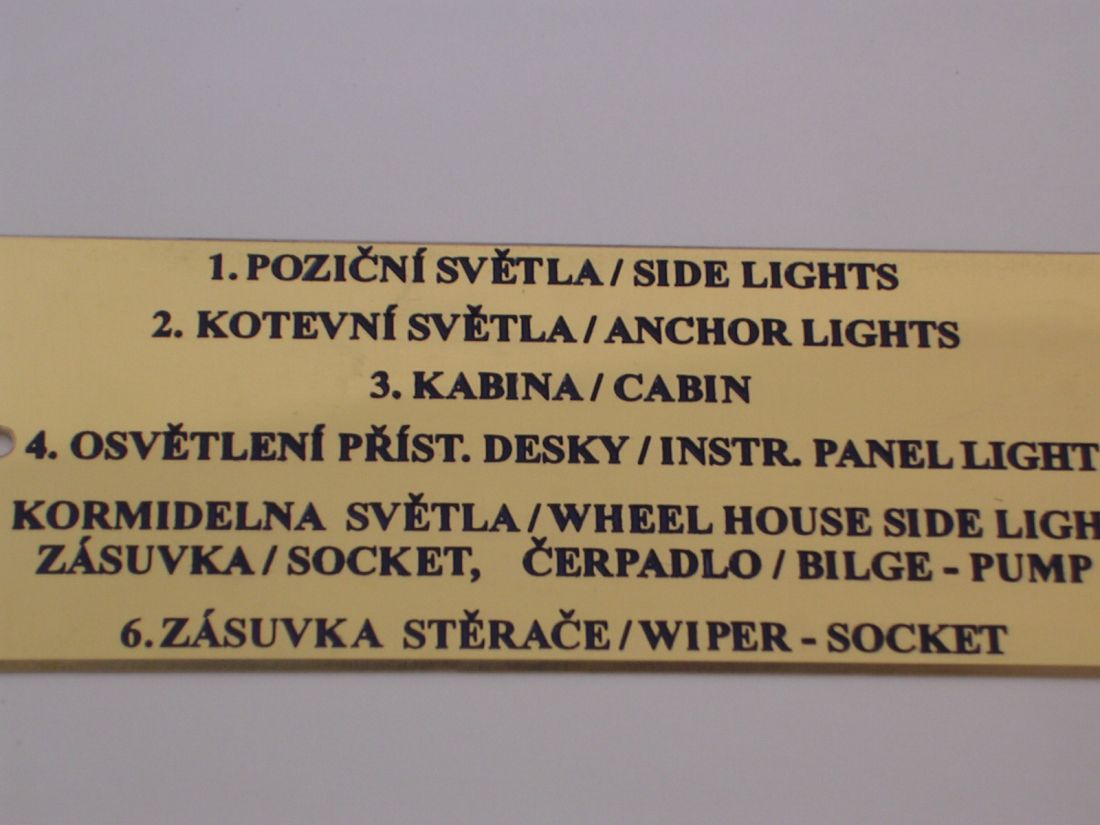 1. POZIČNÍ SVĚTLA / SIDE LIGHTS
2. KOTEVNÍ SVĚTLA / ANCHOR LIGHTS
3. KABINA / CABIN
4. OSVĚTLENÍ PŘÍST. DESKY / INSTR. PANEL LIGHT
KORMIDELNA SVĚTLA / WHEEL HOUSE SIDE LIGH
ZÁSUVKA / SOCKET, ČERPADLO / BILGE - PUMP
6. ZÁSUVKA STĚRAČE / WIPER - SOCKET